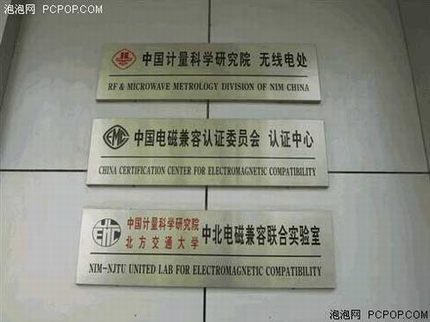 泡泡网 PCPOP.COM
中国计量科学研究院 无线电处
RF & MICROWAVE METROLOGY DIVISION OF NIM CHINA
EMC
中国电磁兼容认证委员会 认证中心
CHINA CERTIFICATION CENTER FOR ELECTROMAGNETIC COMPATIBILITY
中国计量科学研究院
北方交通大学
中北电磁兼容联合实验室
NIM-NJTU UNITED LAB FOR ELECTROMAGNETIC COMPATIBILITY
泡泡网 PCPOP.COM